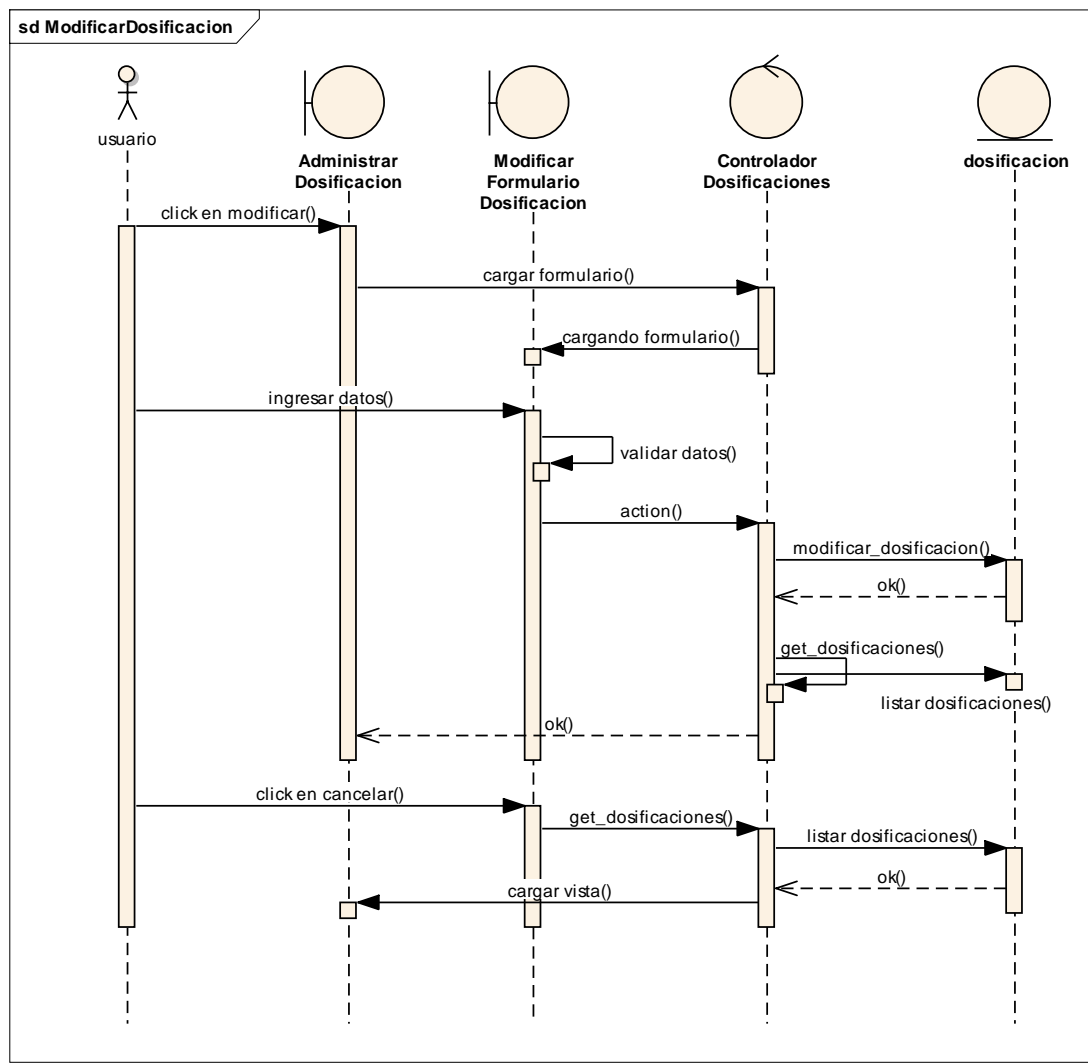 sd ModificarDosificacion
usuario
Administrar
Dosificacion
Modificar
Formulario
Dosificacion
Controlador
Dosificaciones
dosificacion
click en modificar()
cargar formulario()
cargando formulario()
ingresar datos()
validar datos()
action()
modificar_dosificacion()
ok()
get_dosificaciones()
listar dosificaciones()
ok()
click en cancelar()
get_dosificaciones()
listar dosificaciones()
ok()
cargar vista()